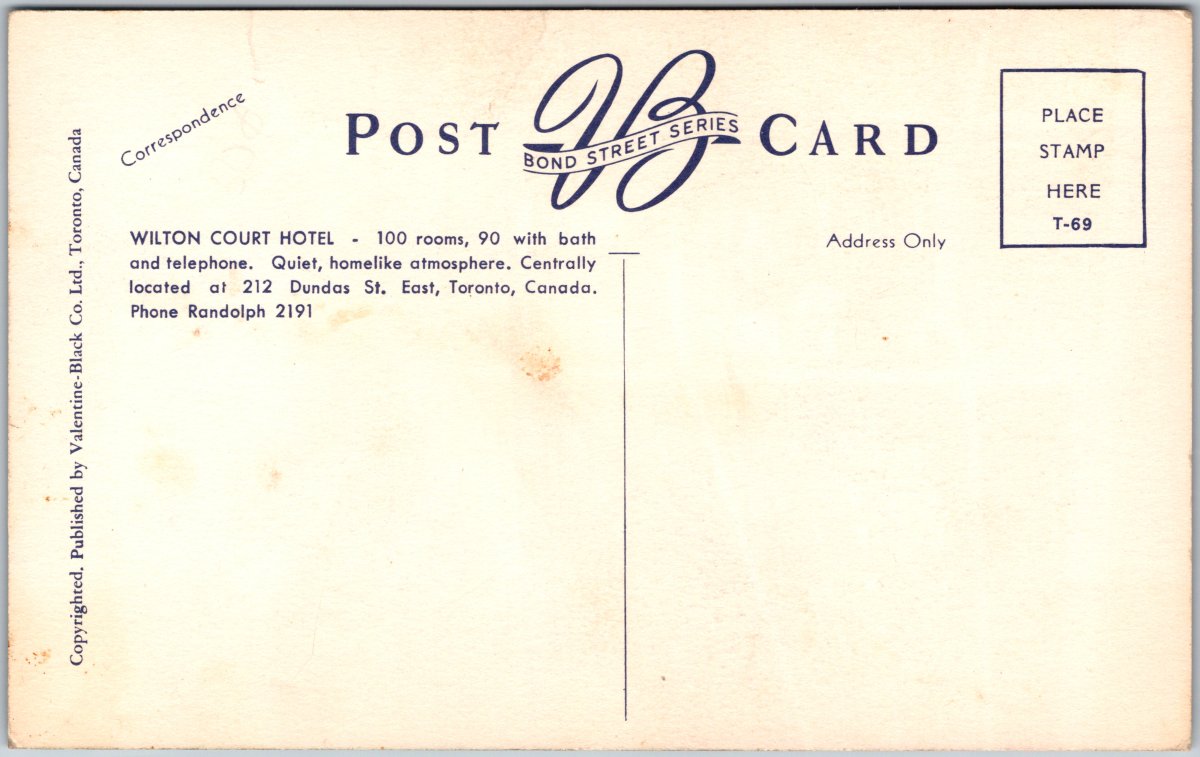 Correspondence
POST CARD
VB
BOND STREET SERIES
PLACE
STAMP
HERE
T-69
WILTON COURT HOTEL - 100 rooms, 90 with bath
and telephone. Quiet, homelike atmosphere. Centrally
located at 212 Dundas St. East, Toronto, Canada.
Phone Randolph 2191
Address Only
Copyrighted. Published by Valentine-Black Co. Ltd., Toronto, Canada